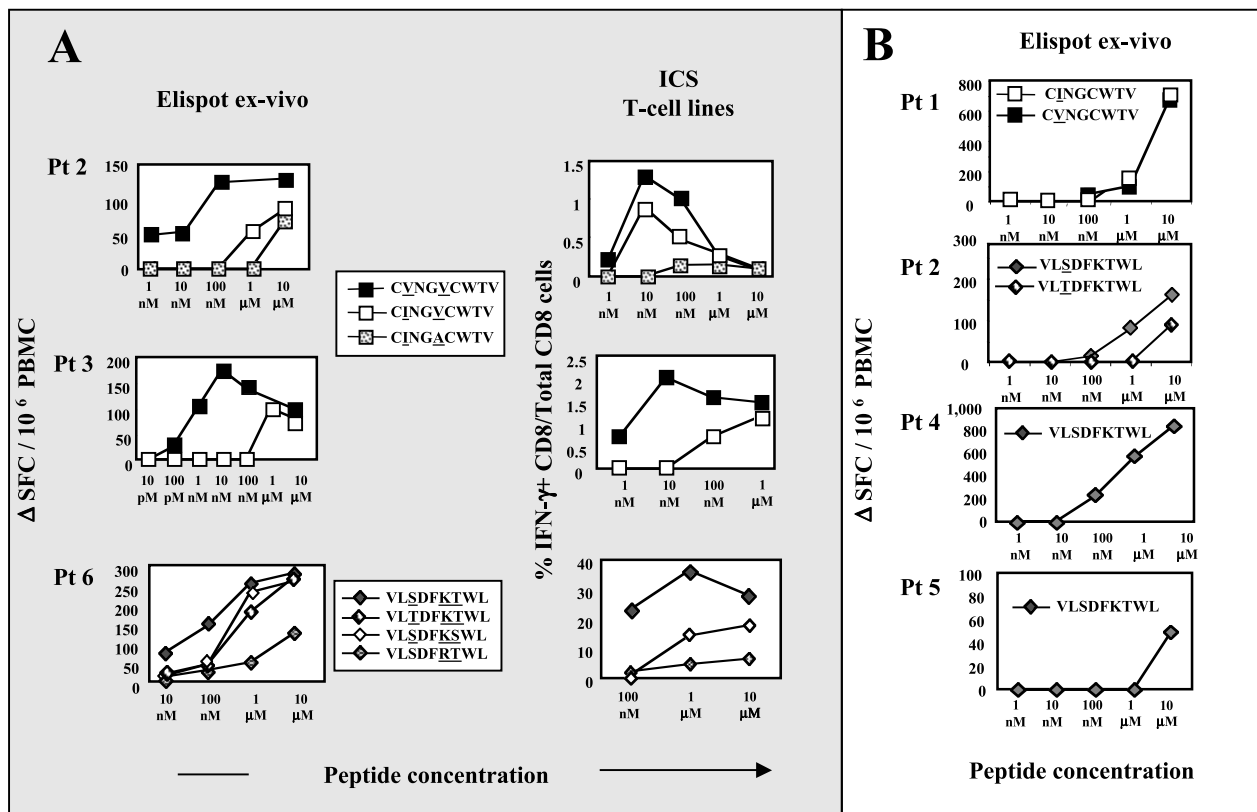 A
Elispot ex-vivo
ICS
T-cell lines
Δ SFC / 10⁶ PBMC
% IFN-γ+ CD8/Total CD8 cells
Pt 2
150
100
50
0
1 nM
10 nM
100 nM
1 μM
10 μM
1.5
1
0.5
0
1 nM
10 nM
100 nM
1 μM
10 μM
CVNGVCWTV
CINGVCWTV
CINGACWTV
Pt 3
200
150
100
50
0
10 pM
100 pM
1 nM
10 nM
100 nM
1 μM
10 μM
2.5
2
1.5
1
0.5
0
1 nM
10 nM
100 nM
1 μM
Pt 6
300
250
200
150
100
50
0
10 nM
100 nM
1 μM
10 μM
VLSDFKTWL
VLTDFKTWL
VLSDFKSWL
VLSDFRTWL
40
30
20
10
0
100 nM
1 μM
10 μM
Peptide concentration
B
Elispot ex-vivo
Δ SFC / 10⁶ PBMC
Pt 1
800
600
400
200
0
CINGCWTV
CVNGCWTV
1 nM
10 nM
100 nM
1 μM
10 μM
Pt 2
300
200
100
0
VLSDFKTWL
VLTDFKTWL
1 nM
10 nM
100 nM
1 μM
10 μM
Pt 4
1,000
800
600
400
200
0
VLSDFKTWL
1 nM
10 nM
100 nM
1 μM
10 μM
Pt 5
100
80
60
40
20
0
VLSDFKTWL
1 nM
10 nM
100 nM
1 μM
10 μM
Peptide concentration